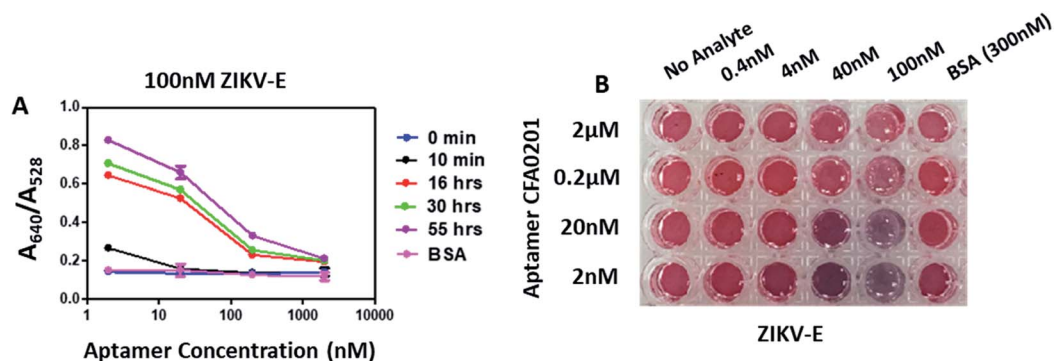 A
100nM ZIKV-E
A640/A528
1.0
0.8
0.6
0.4
0.2
0.0
1
10
100
1000
10000
Aptamer Concentration (nM)
0 min
10 min
16 hrs
30 hrs
55 hrs
BSA
B
No Analyte
0.4nM
4nM
40nM
100nM
BSA (300nM)
Aptamer CFA0201
2μM
0.2μM
20nM
2nM
ZIKV-E